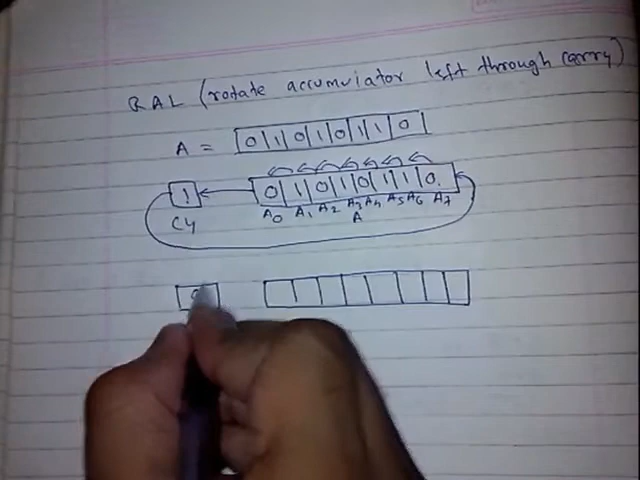 RAL (rotate accumulator left through carry)
A = 0 1 0 1 0 1 1 0
1 0 1 0 1 0 1 1 0
CY A0 A1 A2 A3 A4 A5 A6 A7
A
0